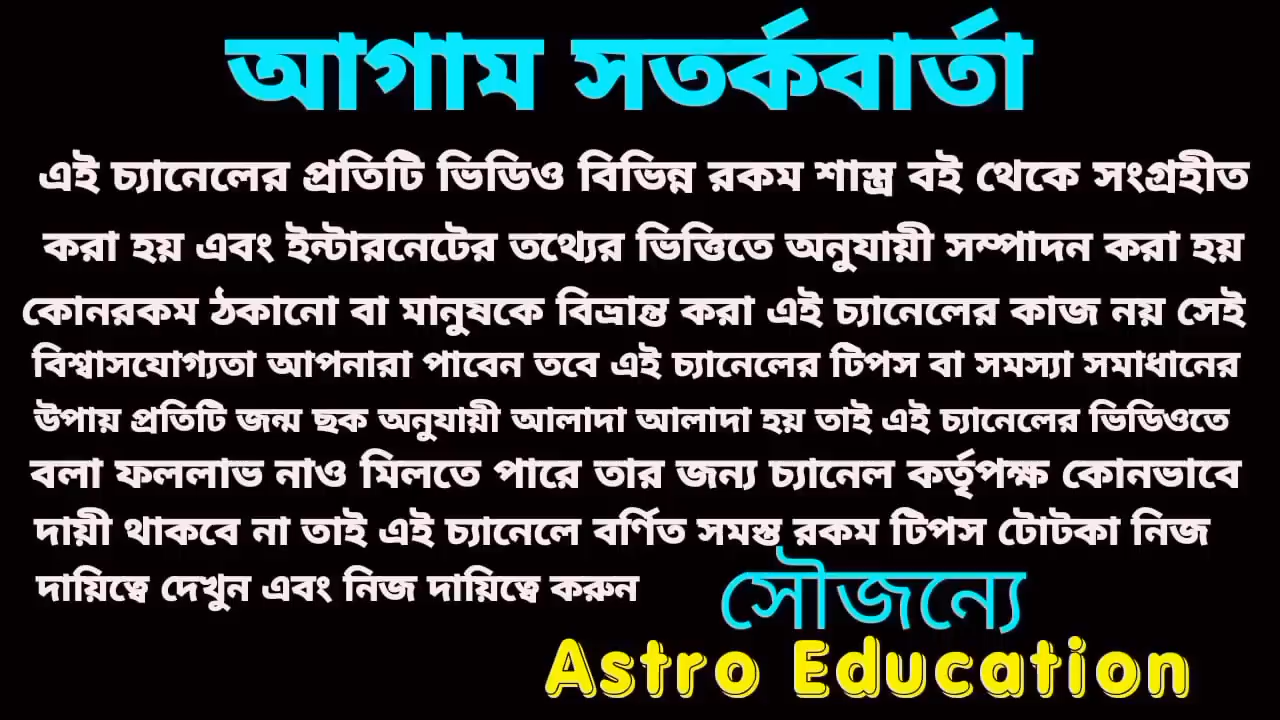 আগাম সতর্কবার্তা
এই চ্যানেলের প্রতিটি ভিডিও বিভিন্ন রকম শাস্ত্র বই থেকে সংগ্রহীত
করা হয় এবং ইন্টারনেটের তথ্যের ভিত্তিতে অনুযায়ী সম্পাদন করা হয়
কোনরকম ঠকানো বা মানুষকে বিভ্রান্ত করা এই চ্যানেলের কাজ নয় সেই
বিশ্বাসযোগ্যতা আপনারা পাবেন তবে এই চ্যানেলের টিপস বা সমস্যা সমাধানের
উপায় প্রতিটি জন্ম ছক অনুযায়ী আলাদা আলাদা হয় তাই এই চ্যানেলের ভিডিওতে
বলা ফললাভ নাও মিলতে পারে তার জন্য চ্যানেল কর্তৃপক্ষ কোনভাবে
দায়ী থাকবে না তাই এই চ্যানেলে বর্ণিত সমস্ত রকম টিপস টোটকা নিজ
দায়িত্বে দেখুন এবং নিজ দায়িত্বে করুন
সৌজন্যে
Astro Education